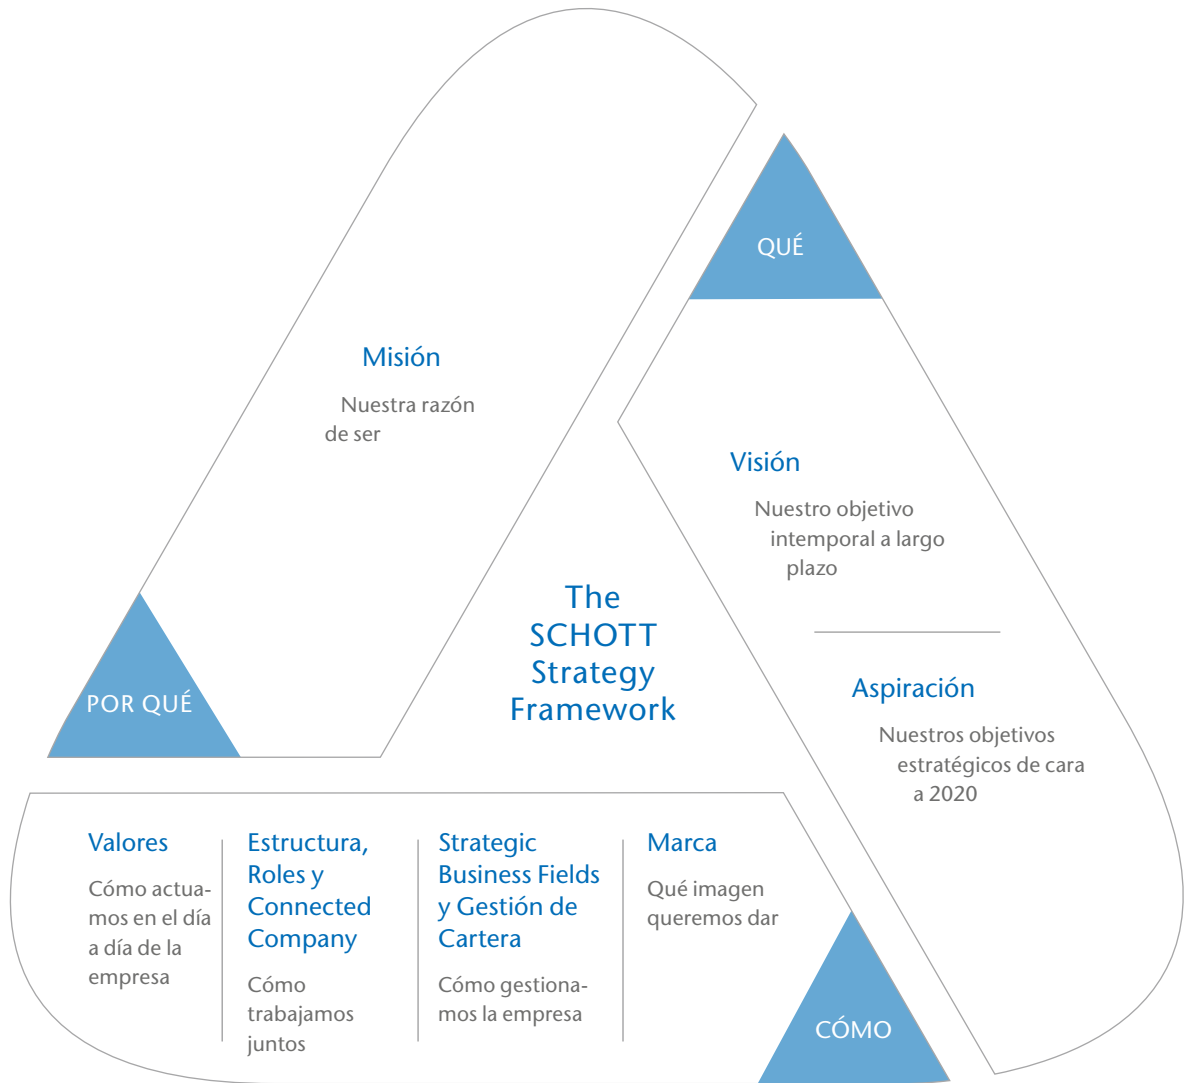 POR QUÉ
Misión
Nuestra razón
de ser
QUÉ
Visión
Nuestro objetivo
intemporal a largo
plazo
Aspiración
Nuestros objetivos
estratégicos de cara
a 2020
The
SCHOTT
Strategy
Framework
Valores
Cómo actua-
mos en el día
a día de la
empresa
Estructura,
Roles y
Connected
Company
Cómo
trabajamos
juntos
Strategic
Business Fields
y Gestión de
Cartera
Cómo gestiona-
mos la empresa
Marca
Qué imagen
queremos dar
CÓMO